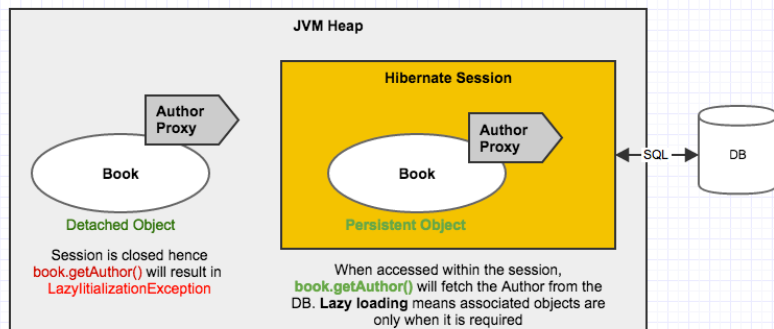 JVM Heap
Hibernate Session
Author
Proxy
Book
Detached Object
Session is closed hence
book.getAuthor() will result in
LazyIitializationException
Author
Proxy
Book
Persistent Object
When accessed within the session,
book.getAuthor() will fetch the Author from the
DB. Lazy loading means associated objects are
only when it is required
SQL
DB